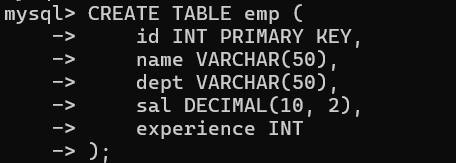 mysql> CREATE TABLE emp (
    ->     id INT PRIMARY KEY,
    ->     name VARCHAR(50),
    ->     dept VARCHAR(50),
    ->     sal DECIMAL(10, 2),
    ->     experience INT
    -> );